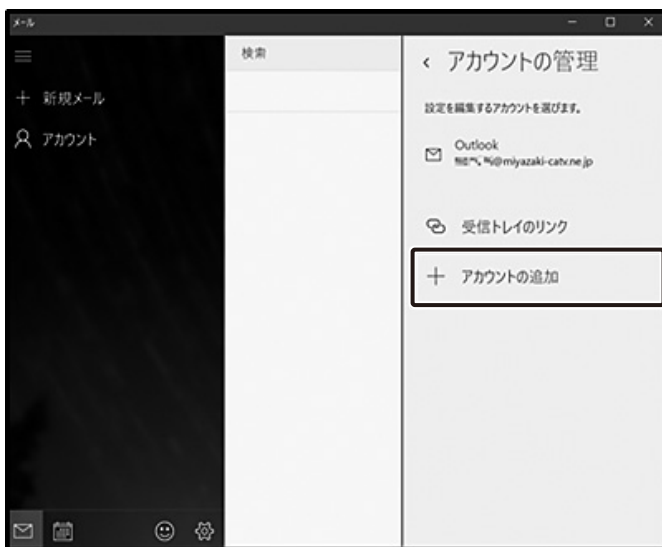 メール
新規メール
アカウント
検索
アカウントの管理
設定を編集するアカウントを選びます。
Outlook
@miyazaki-catv.ne.jp
受信トレイのリンク
アカウントの追加